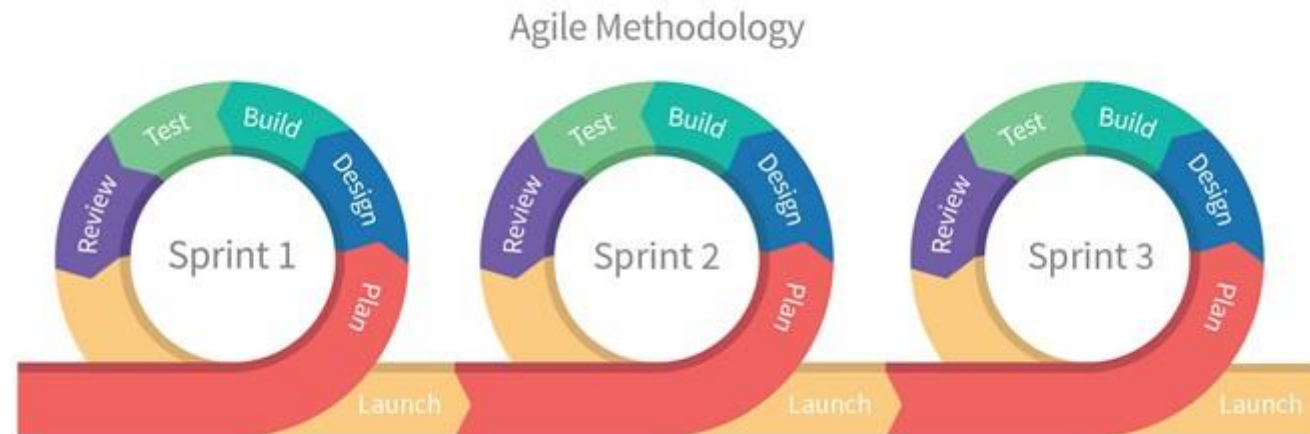 Agile Methodology
Sprint 1
Plan
Design
Build
Test
Review
Launch
Sprint 2
Plan
Design
Build
Test
Review
Launch
Sprint 3
Plan
Design
Build
Test
Review
Launch